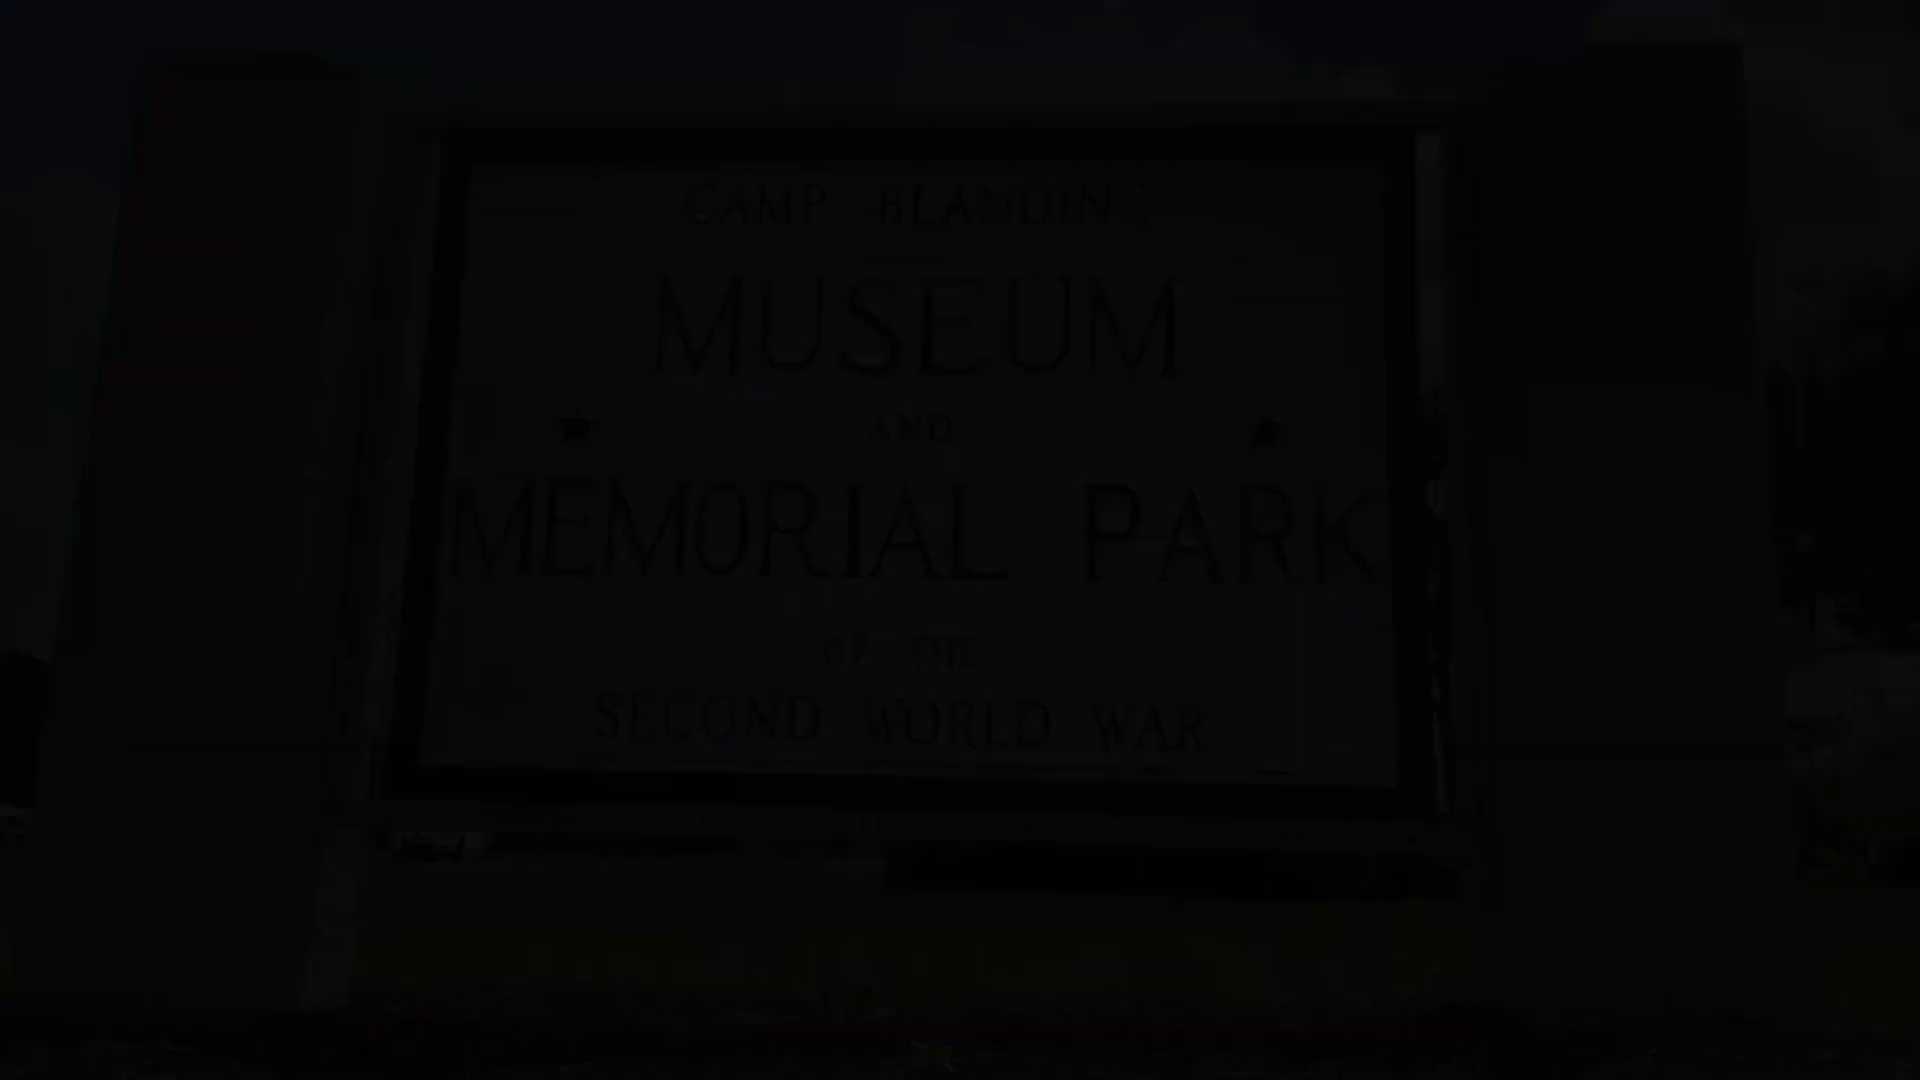 CAMP BLANDING
MUSEUM
AND
MEMORIAL PARK
OF THE
SECOND WORLD WAR